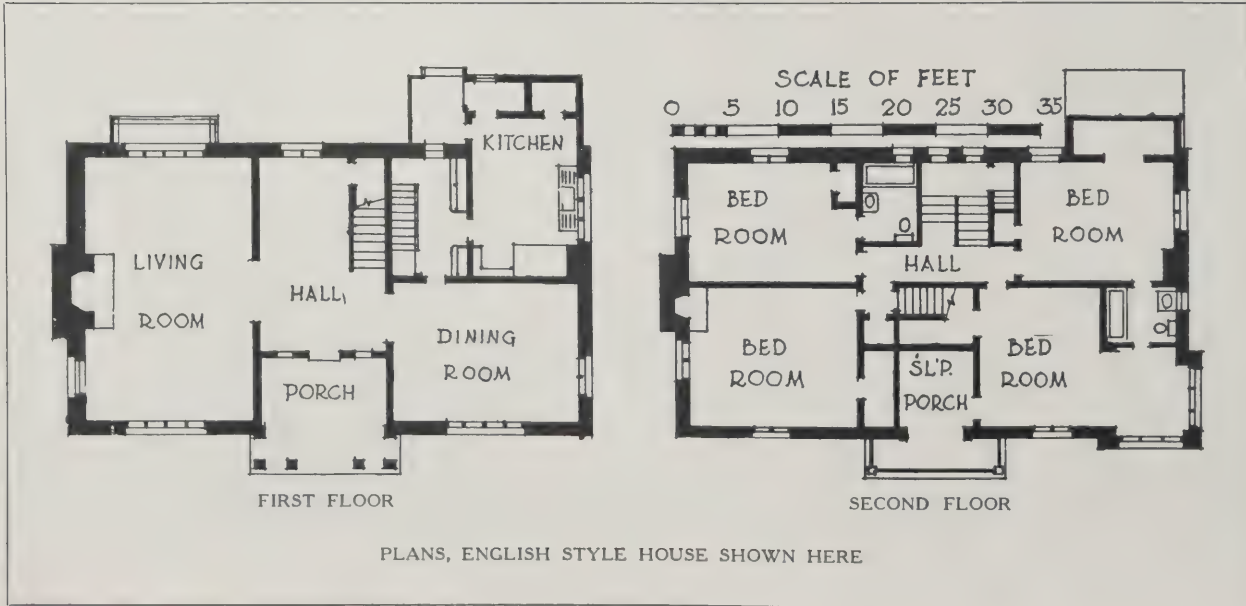 KITCHEN
LIVING
ROOM
HALL
DINING
ROOM
PORCH
FIRST FLOOR
SCALE OF FEET
0 5 10 15 20 25 30 35
BED
ROOM
BED
ROOM
HALL
BED
ROOM
SL'P.
PORCH
BED
ROOM
SECOND FLOOR
PLANS, ENGLISH STYLE HOUSE SHOWN HERE